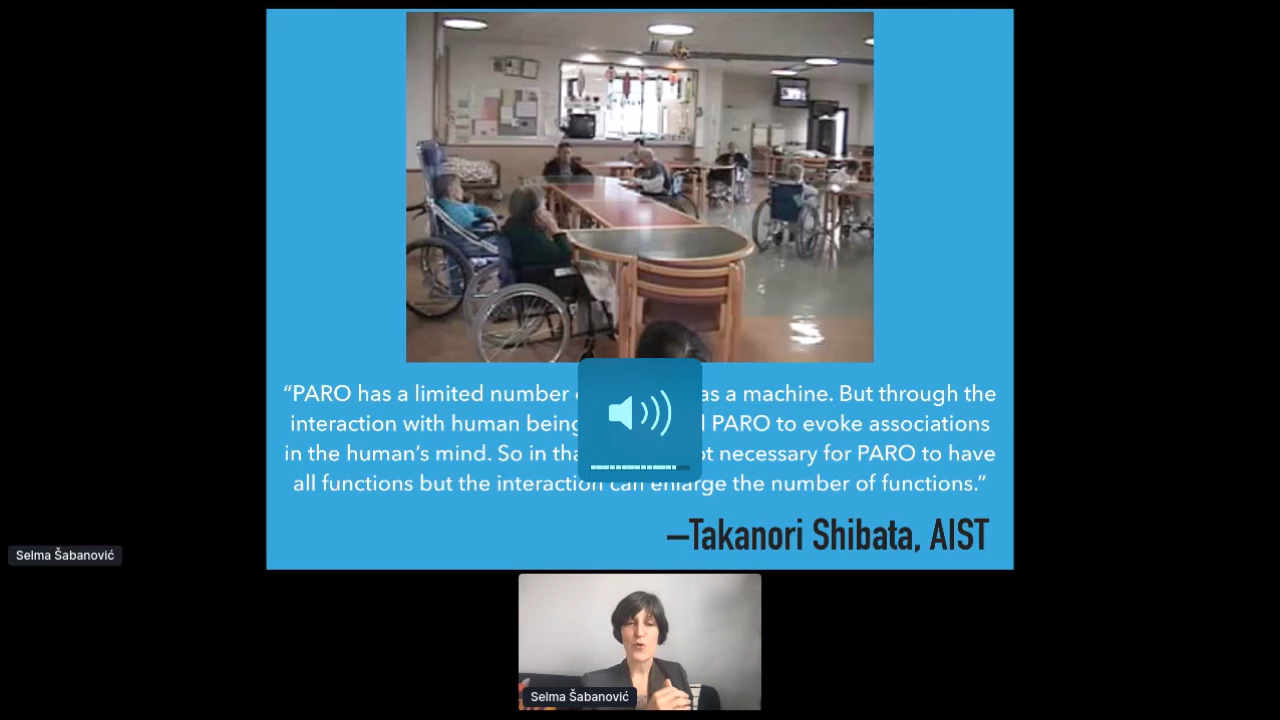 “PARO has a limited number as a machine. But through the
interaction with human being PARO to evoke associations
in the human’s mind. So in necessary for PARO to have
all functions but the interaction can enlarge the number of functions.”
—Takanori Shibata, AIST
Selma Šabanović
Selma Šabanović